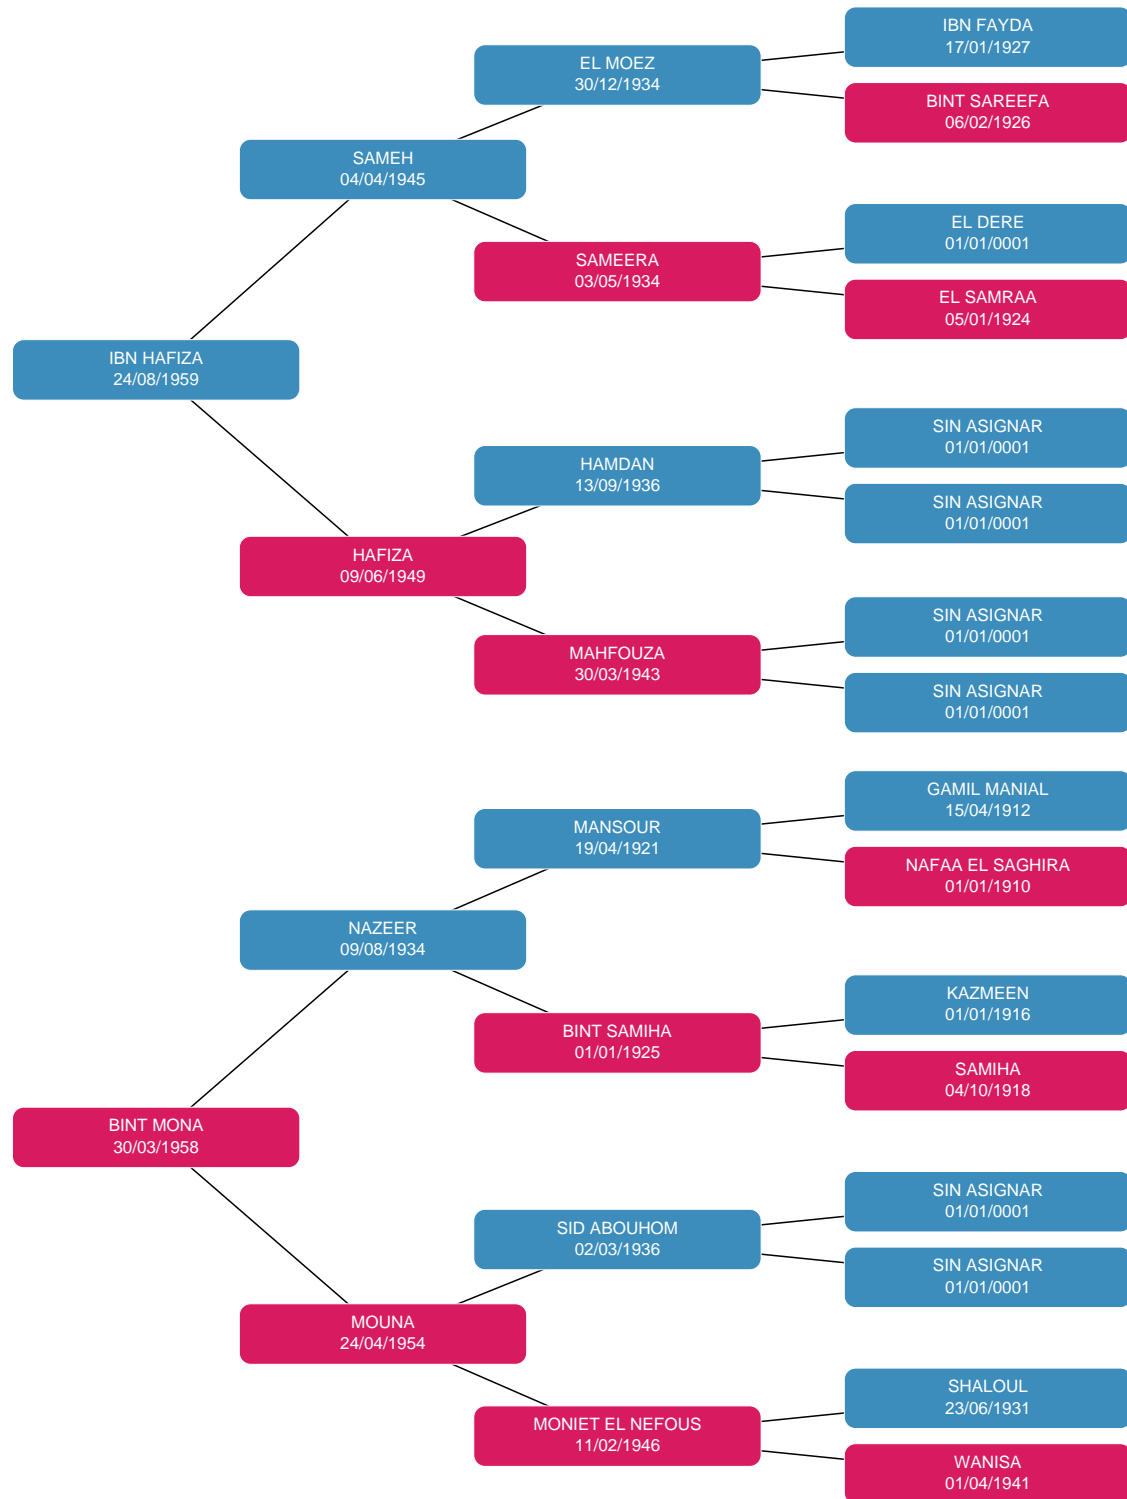 IBN FAYDA
17/01/1927
EL MOEZ
30/12/1934
BINT SAREEFA
06/02/1926
SAMEH
04/04/1945
EL DERE
01/01/0001
SAMEERA
03/05/1934
EL SAMRAA
05/01/1924
IBN HAFIZA
24/08/1959
SIN ASIGNAR
01/01/0001
HAMDAN
13/09/1936
SIN ASIGNAR
01/01/0001
HAFIZA
09/06/1949
SIN ASIGNAR
01/01/0001
MAHFOUZA
30/03/1943
SIN ASIGNAR
01/01/0001
GAMIL MANIAL
15/04/1912
MANSOUR
19/04/1921
NAFAA EL SAGHIRA
01/01/1910
NAZEER
09/08/1934
KAZMEEN
01/01/1916
BINT SAMIHA
01/01/1925
SAMIHA
04/10/1918
BINT MONA
30/03/1958
SIN ASIGNAR
01/01/0001
SID ABOUHOM
02/03/1936
SIN ASIGNAR
01/01/0001
MOUNA
24/04/1954
SHALOUL
23/06/1931
MONIET EL NEFOUS
11/02/1946
WANISA
01/04/1941